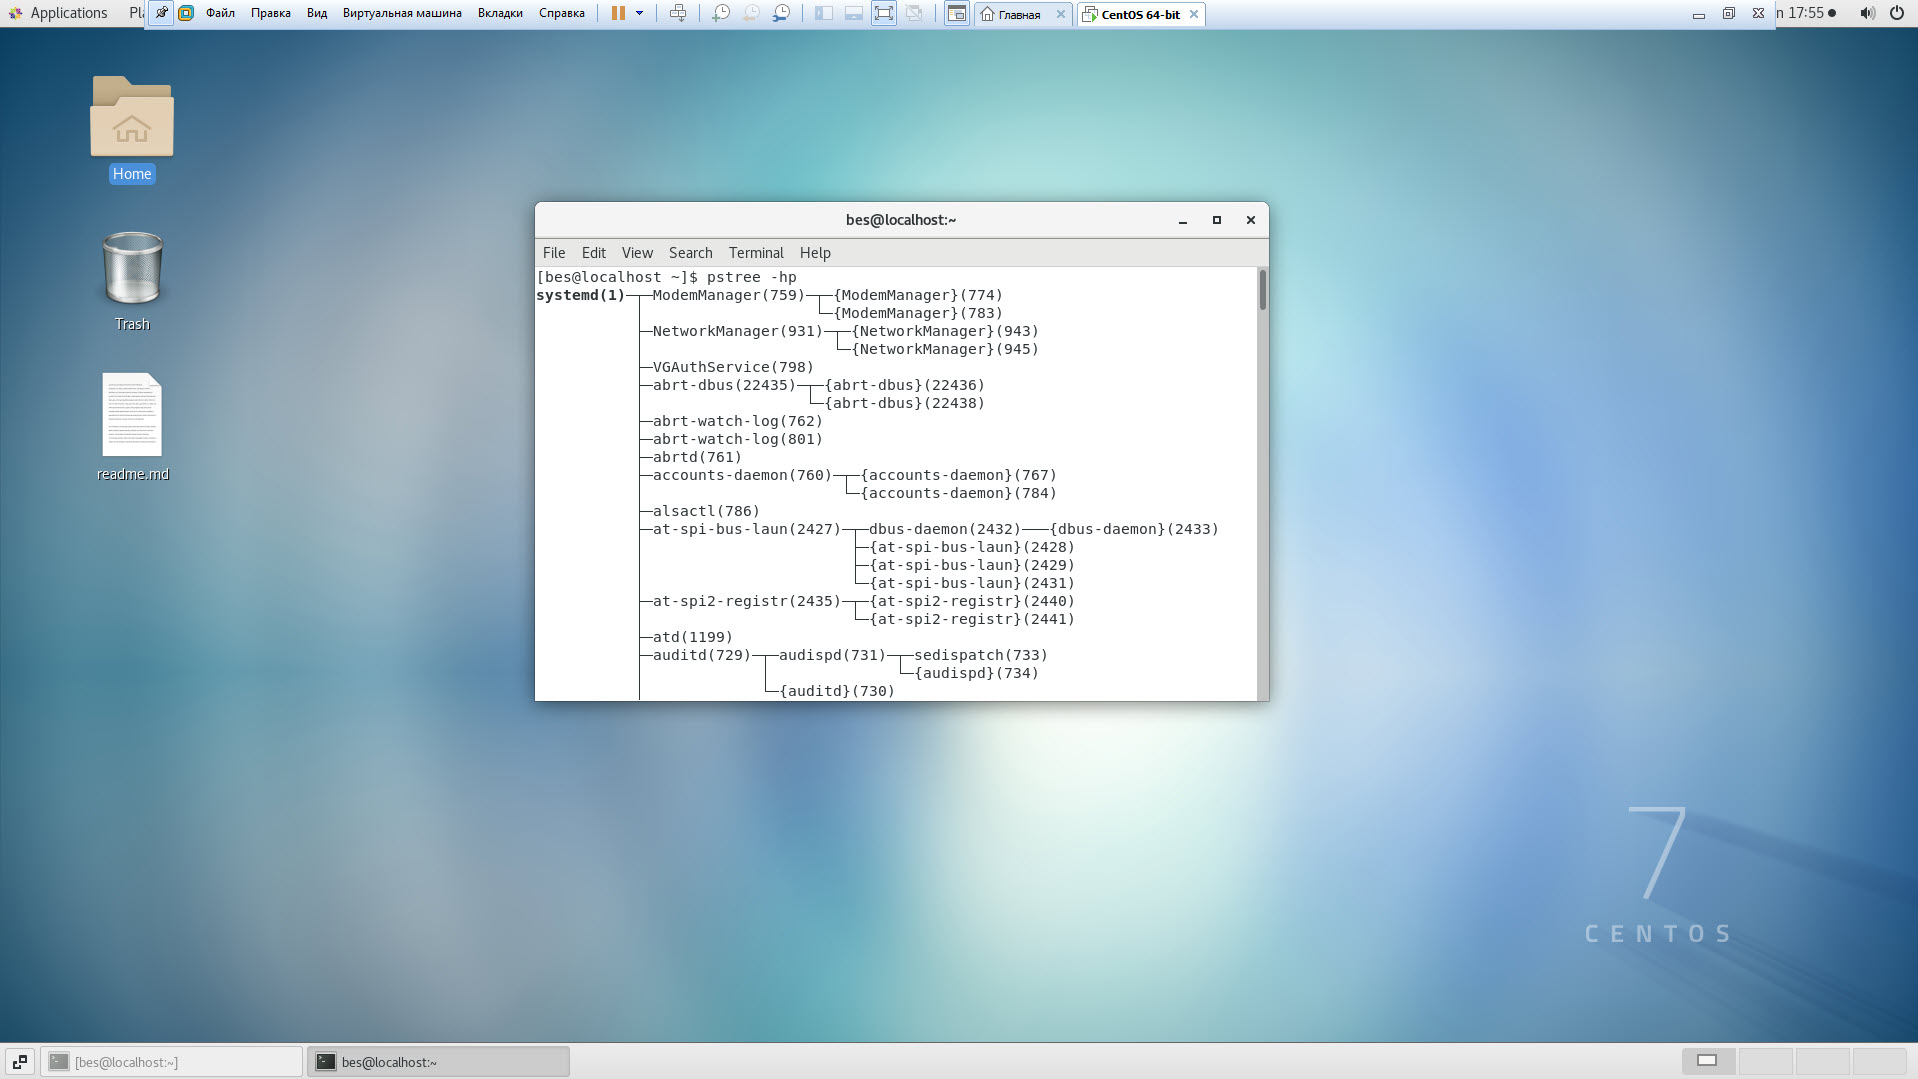 Applications Pl Файл Правка Вид Виртуальная машина Вкладки Справка Главная CentOS 64-bit n 17:55
Home
Trash
readme.md
bes@localhost:~
File Edit View Search Terminal Help
[bes@localhost ~]$ pstree -hp
systemd(1)─┬─ModemManager(759)─┬─{ModemManager}(774)
└─{ModemManager}(783)
├─NetworkManager(931)─┬─{NetworkManager}(943)
└─{NetworkManager}(945)
├─VGAuthService(798)
├─abrt-dbus(22435)─┬─{abrt-dbus}(22436)
└─{abrt-dbus}(22438)
├─abrt-watch-log(762)
├─abrt-watch-log(801)
├─abrtd(761)
├─accounts-daemon(760)─┬─{accounts-daemon}(767)
└─{accounts-daemon}(784)
├─alsactl(786)
├─at-spi-bus-laun(2427)─┬─dbus-daemon(2432)───{dbus-daemon}(2433)
├─{at-spi-bus-laun}(2428)
├─{at-spi-bus-laun}(2429)
└─{at-spi-bus-laun}(2431)
├─at-spi2-registr(2435)─┬─{at-spi2-registr}(2440)
└─{at-spi2-registr}(2441)
├─atd(1199)
├─auditd(729)─┬─audispd(731)─┬─sedispatch(733)
└─{audispd}(734)
└─{auditd}(730)
7
CENTOS
[bes@localhost:~] bes@localhost:~